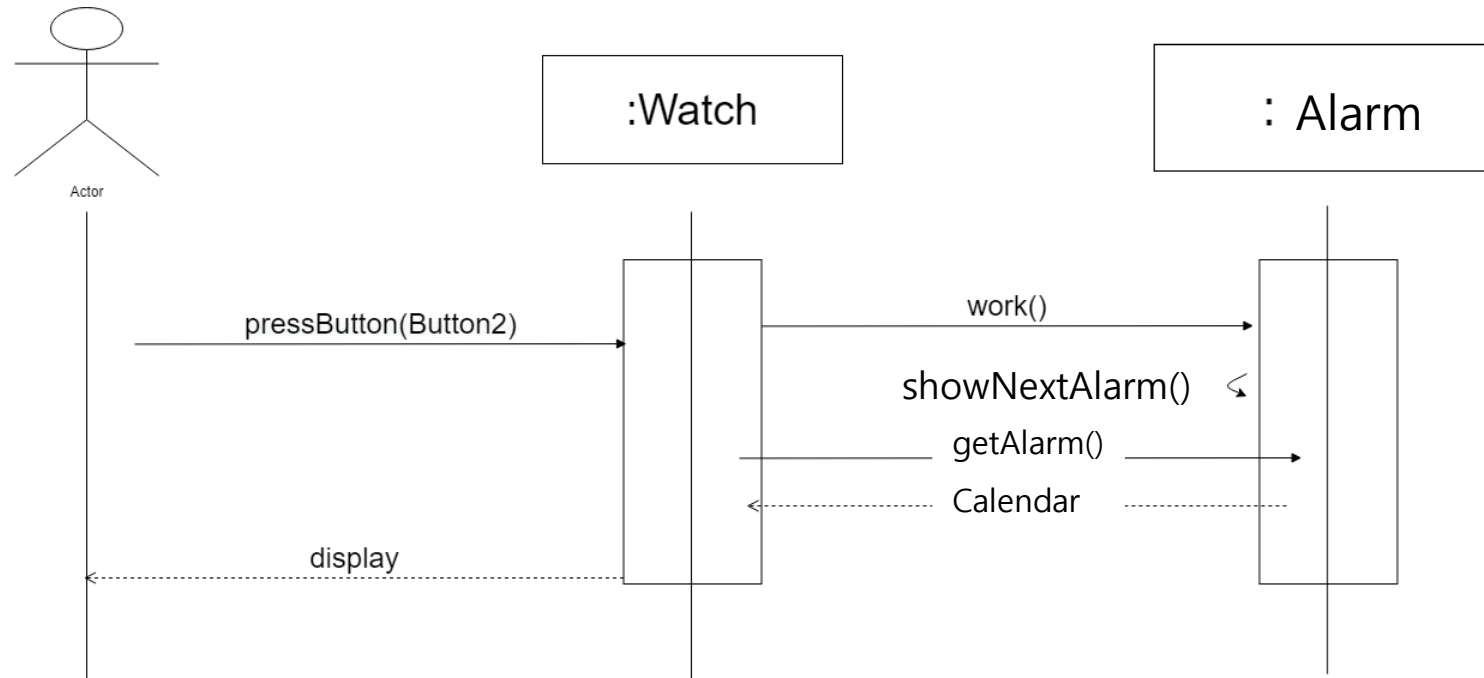 :Watch
: Alarm
Actor
work()
pressButton(Button2)
showNextAlarm()
getAlarm()
Calendar
display